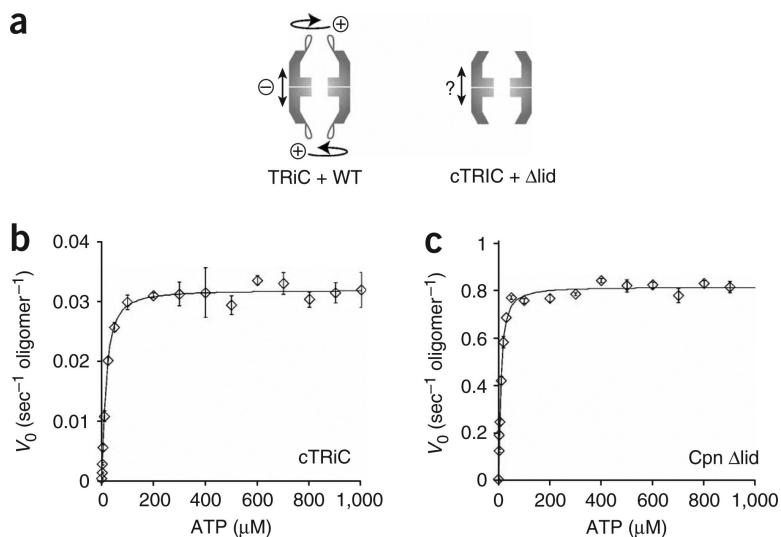 a
⊕
⊖
?
⊕
TRiC + WT
cTRIC + Δlid
b
V0 (sec−1 oligomer−1)
0.04
0.03
0.02
0.01
0
cTRiC
0
200
400
600
800
1,000
ATP (μM)
c
V0 (sec−1 oligomer−1)
1
0.8
0.6
0.4
0.2
0
Cpn Δlid
0
200
400
600
800
1,000
ATP (μM)